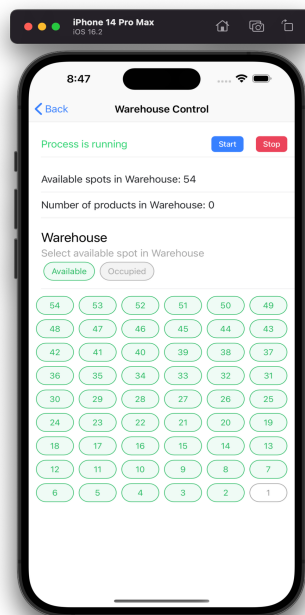 iPhone 14 Pro Max
iOS 16.2
8:47
Back Warehouse Control
Process is running Start Stop
Available spots in Warehouse: 54
Number of products in Warehouse: 0
Warehouse
Select available spot in Warehouse
Available Occupied
54 53 52 51 50 49
48 47 46 45 44 43
42 41 40 39 38 37
36 35 34 33 32 31
30 29 28 27 26 25
24 23 22 21 20 19
18 17 16 15 14 13
12 11 10 9 8 7
6 5 4 3 2 1